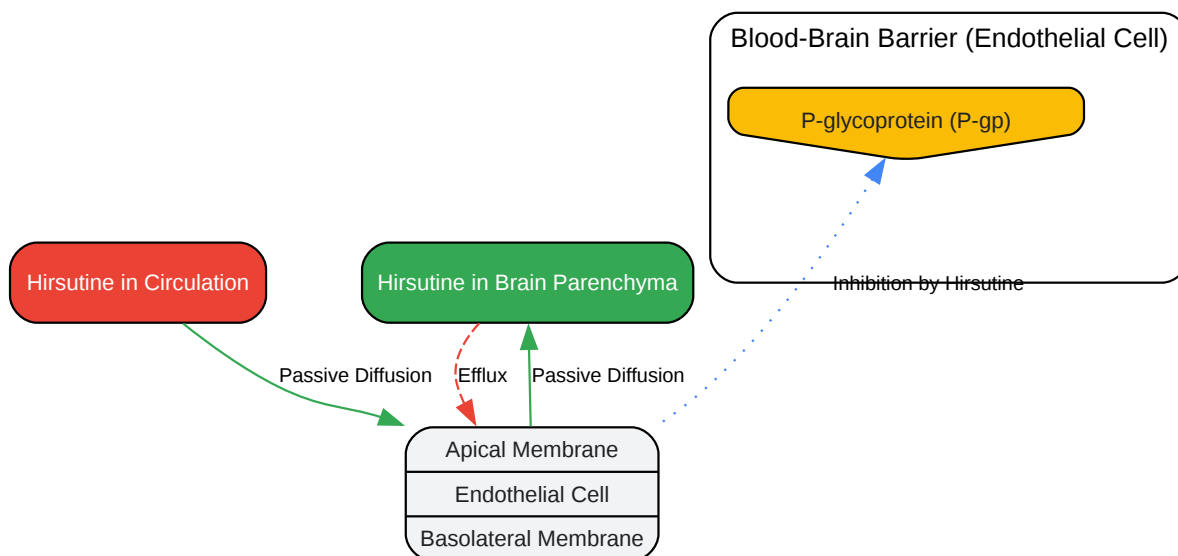 Blood-Brain Barrier (Endothelial Cell)
P-glycoprotein (P-gp)
Hirsutine in Circulation
Hirsutine in Brain Parenchyma
Inhibition by Hirsutine
Passive Diffusion
Efflux
Passive Diffusion
Apical Membrane
Endothelial Cell
Basolateral Membrane